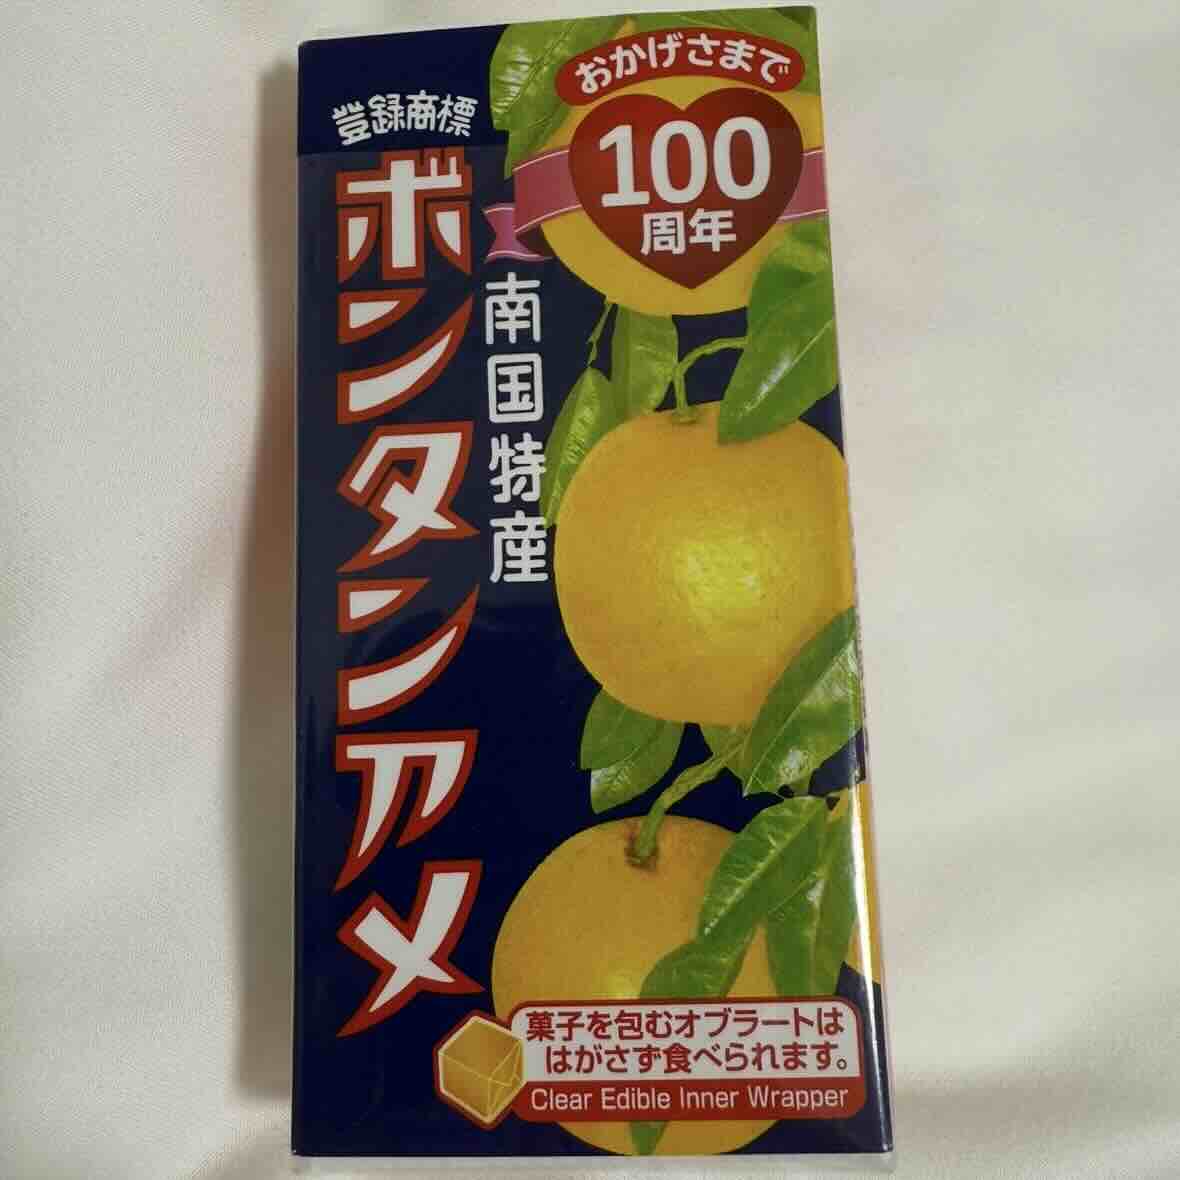 登録商標
ボンタンアメ
南国特産
おかげさまで
100
周年
菓子を包むオブラートは
はがさず食べられます。
Clear Edible Inner Wrapper